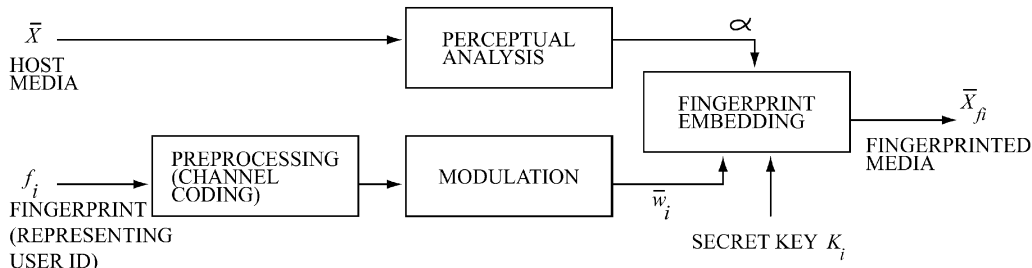 X̄
HOST
MEDIA
PERCEPTUAL
ANALYSIS
∝
FINGERPRINT
EMBEDDING
X̄fi
FINGERPRINTED
MEDIA
fi
FINGERPRINT
(REPRESENTING
USER ID)
PREPROCESSING
(CHANNEL
CODING)
MODULATION
w̄i
SECRET KEY Ki